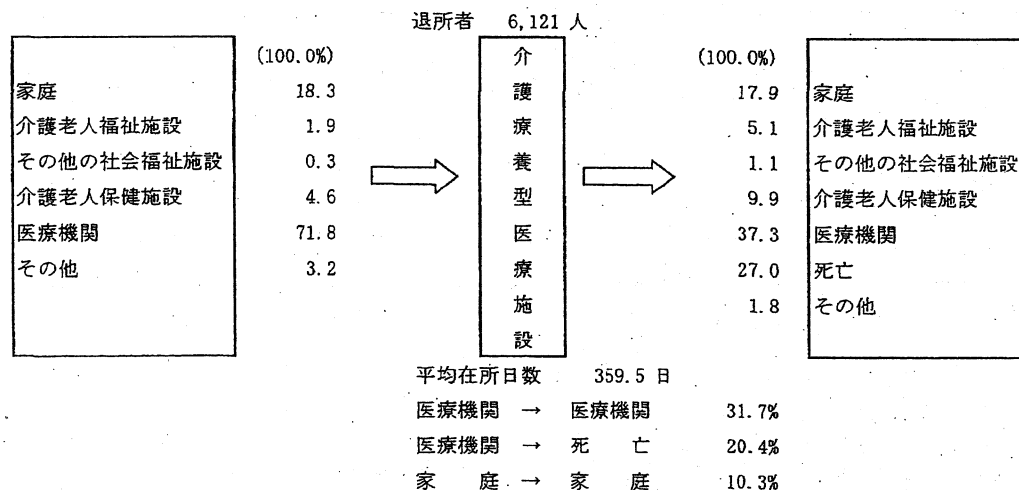 退所者 6,121 人
(100.0%)
家庭 18.3
介護老人福祉施設 1.9
その他の社会福祉施設 0.3
介護老人保健施設 4.6
医療機関 71.8
その他 3.2
介護療養型医療施設
(100.0%)
17.9 家庭
5.1 介護老人福祉施設
1.1 その他の社会福祉施設
9.9 介護老人保健施設
37.3 医療機関
27.0 死亡
1.8 その他
平均在所日数 359.5 日
医療機関 → 医療機関 31.7%
医療機関 → 死 亡 20.4%
家 庭 → 家 庭 10.3%